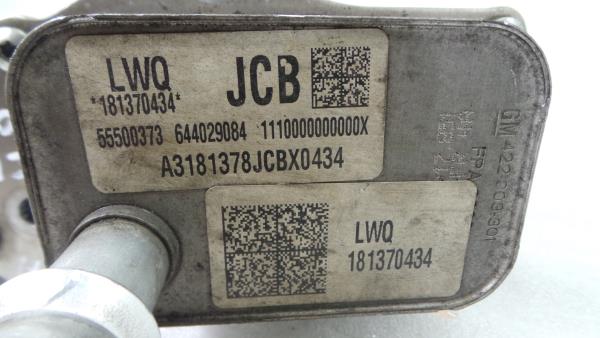 LWQ JCB
*181370434*
55500373 644029084 1110000000000X
A3181378JCBX0434
LWQ
181370434
GM